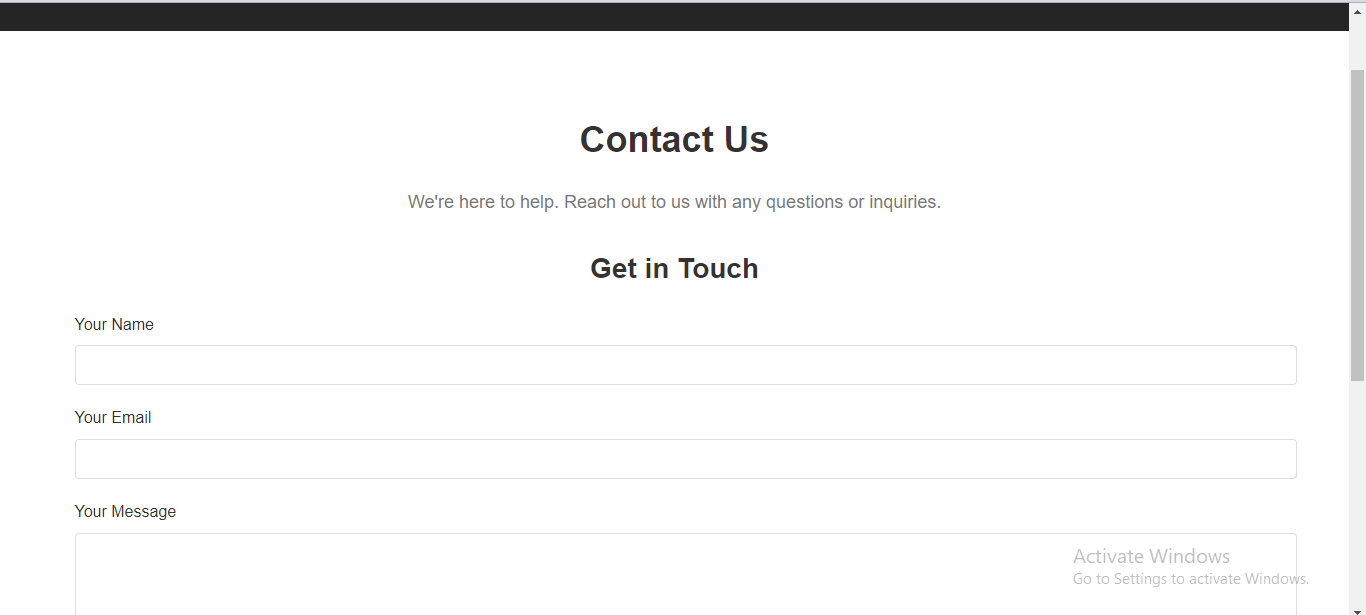 Contact Us
We're here to help. Reach out to us with any questions or inquiries.
Get in Touch
Your Name
Your Email
Your Message
Activate Windows
Go to Settings to activate Windows.